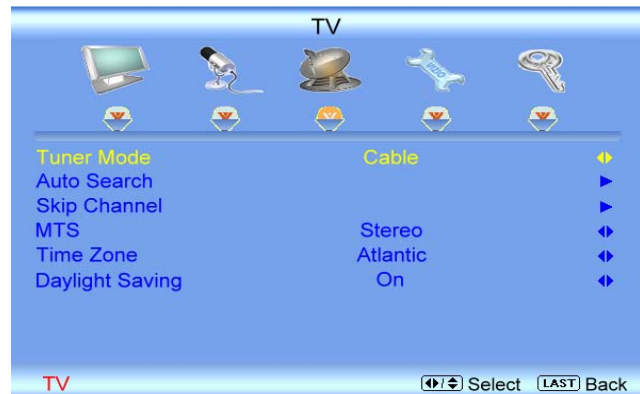 TV
VIZIO
Tuner Mode Cable
Auto Search
Skip Channel
MTS Stereo
Time Zone Atlantic
Daylight Saving On
TV Select LAST Back